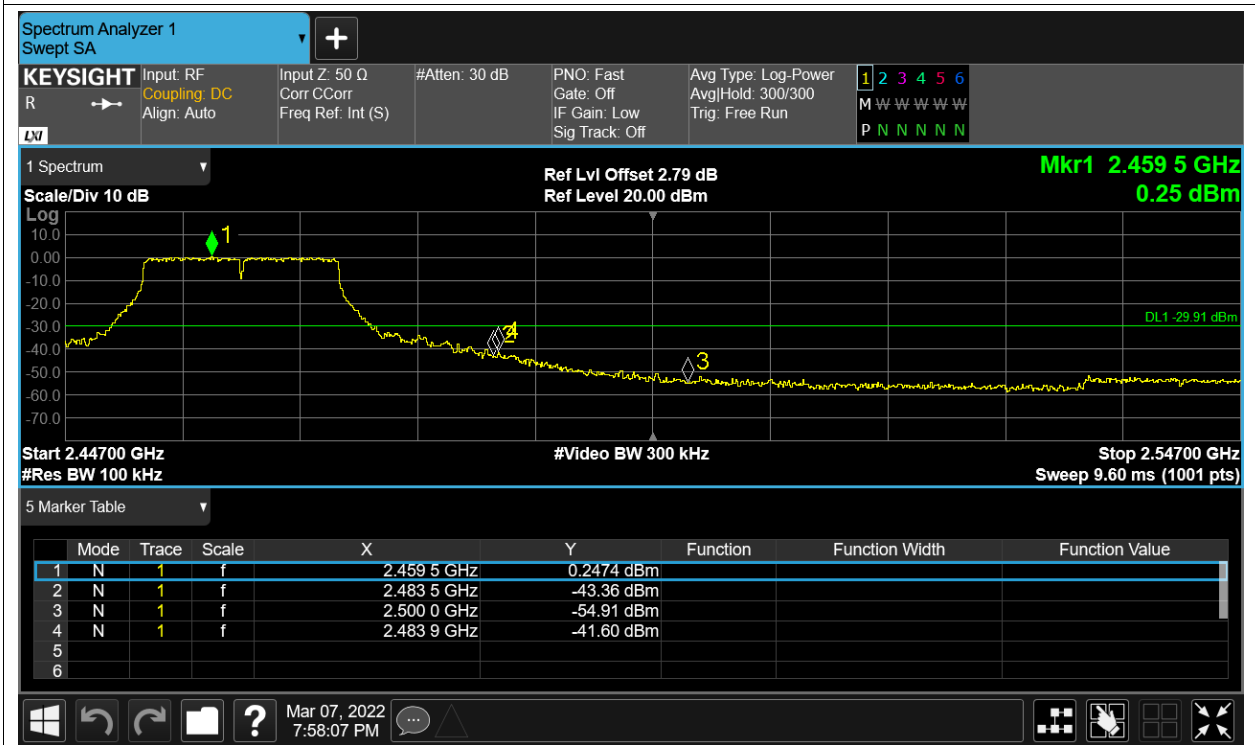 Spectrum Analyzer 1
Swept SA
KEYSIGHT
R
LXI
Input: RF
Coupling: DC
Align: Auto
Input Z: 50 Ω
Corr CCorr
Freq Ref: Int (S)
#Atten: 30 dB
PNO: Fast
Gate: Off
IF Gain: Low
Sig Track: Off
Avg Type: Log-Power
Avg|Hold: 300/300
Trig: Free Run
1 2 3 4 5 6
M W W W W W
P N N N N N
1 Spectrum
Scale/Div 10 dB
Ref Lvl Offset 2.79 dB
Ref Level 20.00 dBm
Mkr1 2.459 5 GHz
0.25 dBm
Log
10.0
0.00
-10.0
-20.0
-30.0
-40.0
-50.0
-60.0
-70.0
1
2
4
3
DL1 -29.91 dBm
Start 2.44700 GHz
#Video BW 300 kHz
Stop 2.54700 GHz
#Res BW 100 kHz
Sweep 9.60 ms (1001 pts)
5 Marker Table
Mode Trace Scale X Y Function Function Width Function Value
1 N 1 f 2.459 5 GHz 0.2474 dBm
2 N 1 f 2.483 5 GHz -43.36 dBm
3 N 1 f 2.500 0 GHz -54.91 dBm
4 N 1 f 2.483 9 GHz -41.60 dBm
5
6
?
Mar 07, 2022
7:58:07 PM